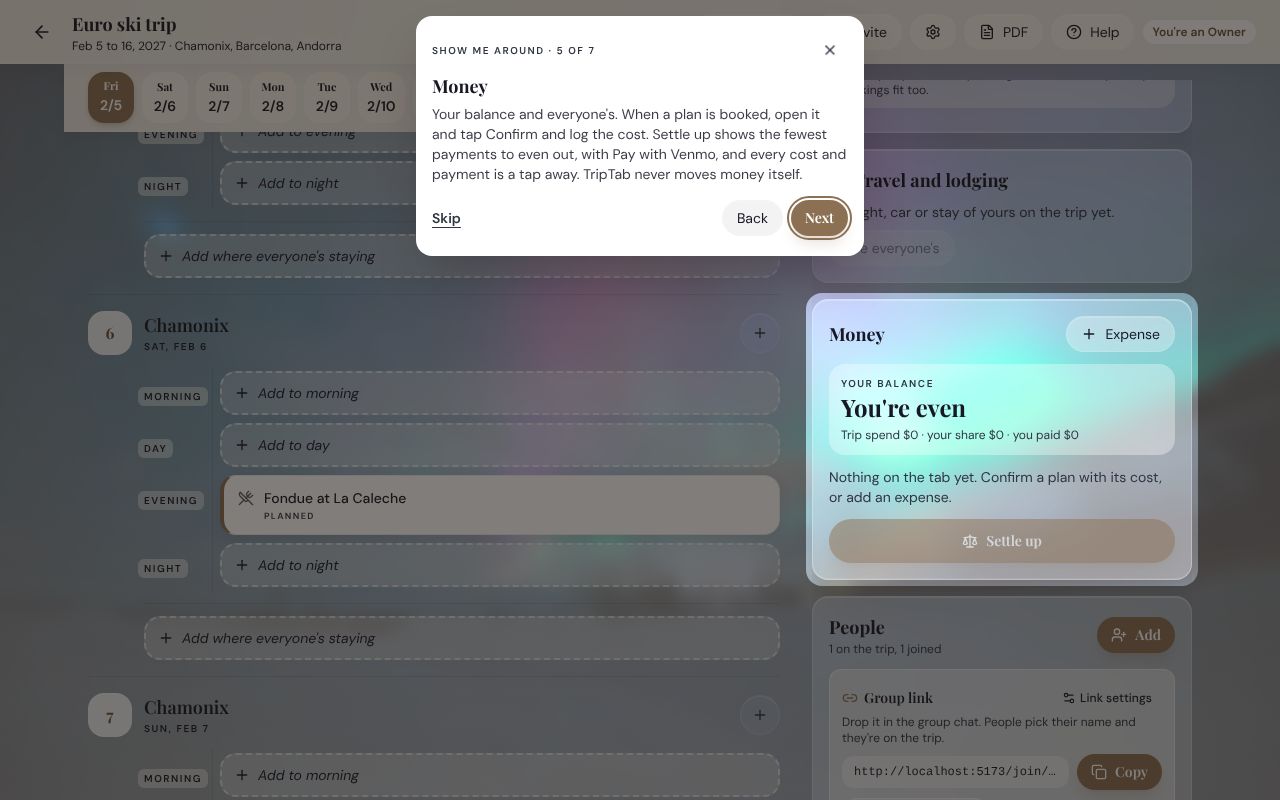 Euro ski trip
Feb 5 to 16, 2027 · Chamonix, Barcelona, Andorra
PDF
Help
You're an Owner
Fri
2/5
Sat
2/6
Sun
2/7
Mon
2/8
Tue
2/9
Wed
2/10
SHOW ME AROUND · 5 OF 7
Money
Your balance and everyone's. When a plan is booked, open it
and tap Confirm and log the cost. Settle up shows the fewest
payments to even out, with Pay with Venmo, and every cost and
payment is a tap away. TripTab never moves money itself.
Skip
Back
Next
EVENING
Add to evening
NIGHT
Add to night
Add where everyone's staying
6
Chamonix
SAT, FEB 6
MORNING
Add to morning
DAY
Add to day
EVENING
Fondue at La Caleche
PLANNED
NIGHT
Add to night
Add where everyone's staying
7
Chamonix
SUN, FEB 7
MORNING
Add to morning
fit too.
Travel and lodging
car or stay of yours on the trip yet.
everyone's
Money
Expense
YOUR BALANCE
You're even
Trip spend $0 · your share $0 · you paid $0
Nothing on the tab yet. Confirm a plan with its cost,
or add an expense.
Settle up
People
1 on the trip, 1 joined
Add
Group link
Link settings
Drop it in the group chat. People pick their name and
they're on the trip.
http://localhost:5173/join/…
Copy